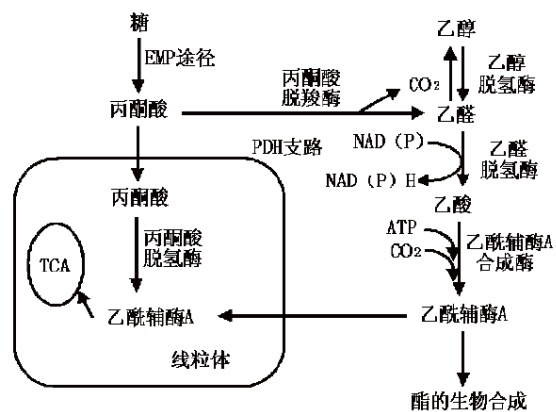 糖
EMP途径
丙酮酸
丙酮酸
脱羧酶
CO₂
乙醇
乙醇
脱氢酶
乙醛
PDH支路
NAD (P)
NAD (P) H
乙醛
脱氢酶
乙酸
丙酮酸
丙酮酸
脱氢酶
TCA
乙酰辅酶A
线粒体
ATP
CO₂
乙酰辅酶A
合成酶
乙酰辅酶A
酯的生物合成